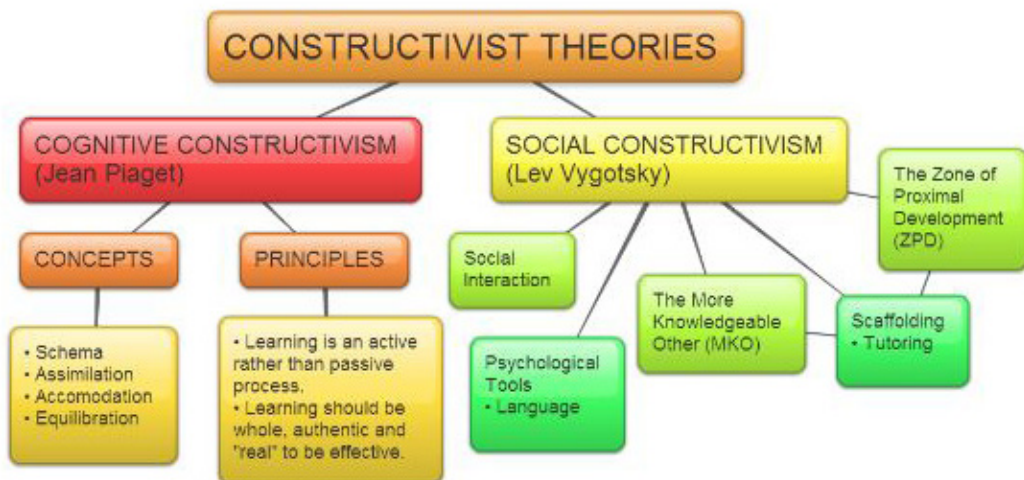 CONSTRUCTIVIST THEORIES
COGNITIVE CONSTRUCTIVISM
(Jean Piaget)
CONCEPTS
• Schema
• Assimilation
• Accomodation
• Equilibration
PRINCIPLES
• Learning is an active
rather than passive
process.
• Learning should be
whole, authentic and
"real" to be effective.
SOCIAL CONSTRUCTIVISM
(Lev Vygotsky)
Social
Interaction
Psychological
Tools
• Language
The More
Knowledgeable
Other (MKO)
Scaffolding
• Tutoring
The Zone of
Proximal
Development
(ZPD)